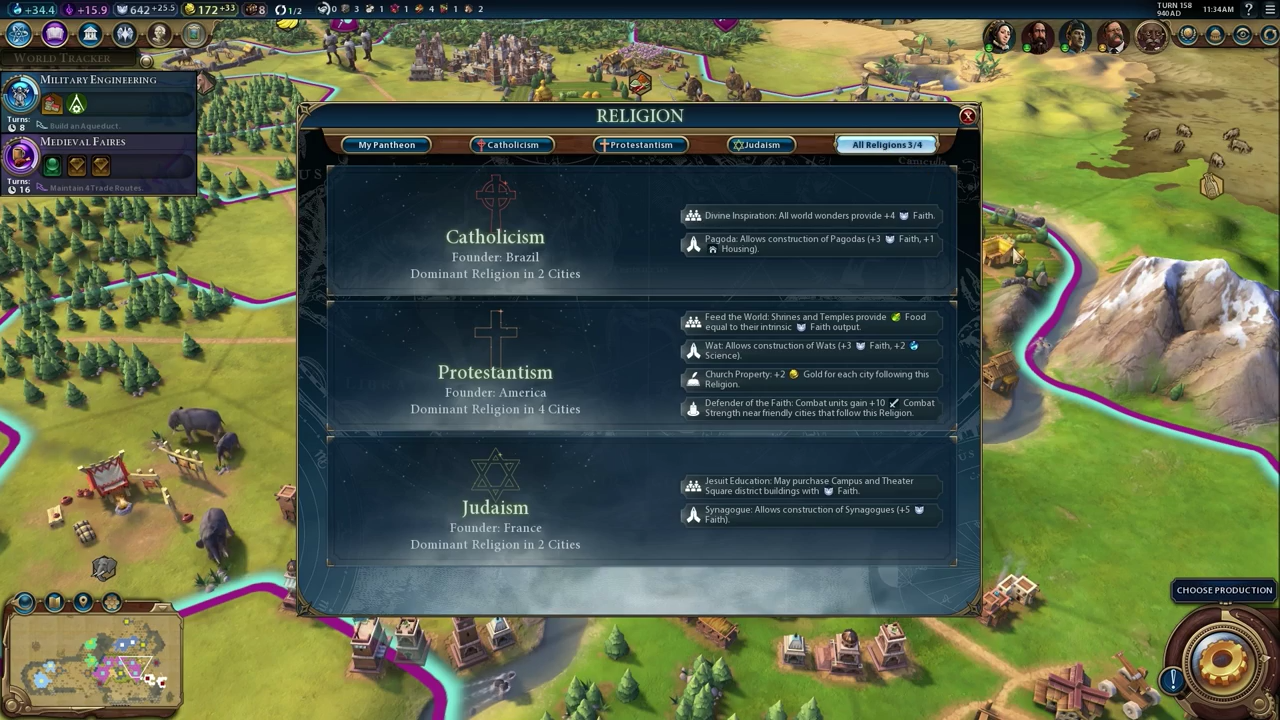 +34.4 +15.9 642 +25.5 172 +33 8 1/2 0 3 1 1 4 1 2
TURN 158
940 AD
11:34AM ?
WORLD TRACKER
MILITARY ENGINEERING
Turns:
8
Build an Aqueduct.
MEDIEVAL FAIRES
Turns:
16
Maintain 4 Trade Routes.
RELIGION
X
My Pantheon Catholicism Protestantism Judaism All Religions 3/4
Catholicism
Founder: Brazil
Dominant Religion in 2 Cities
Divine Inspiration: All world wonders provide +4 Faith.
Pagoda: Allows construction of Pagodas (+3 Faith, +1
Housing).
Protestantism
Founder: America
Dominant Religion in 4 Cities
Feed the World: Shrines and Temples provide Food
equal to their intrinsic Faith output.
Wat: Allows construction of Wats (+3 Faith, +2
Science).
Church Property: +2 Gold for each city following this
Religion.
Defender of the Faith: Combat units gain +10 Combat
Strength near friendly cities that follow this Religion.
Judaism
Founder: France
Dominant Religion in 2 Cities
Jesuit Education: May purchase Campus and Theater
Square district buildings with Faith.
Synagogue: Allows construction of Synagogues (+5
Faith).
CHOOSE PRODUCTION